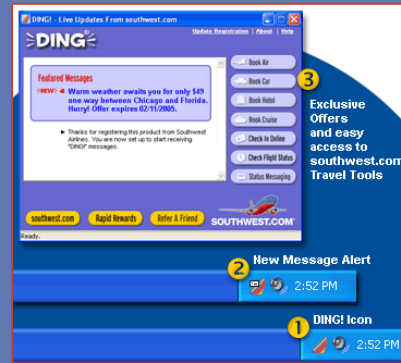 DING! - Live Updates From southwest.com
Update Registration | About | Help
DING
Featured Messages
NEW! Warm weather awaits you for only $49
one-way between Chicago and Florida.
Hurry! Offer expires 02/11/2005.
Thanks for registering this product from Southwest
Airlines. You are now set up to start receiving
"DING!" messages.
Book Air
Book Car
Book Hotel
Book Cruise
Check In Online
Check Flight Status
Status Messaging
southwest.com
Rapid Rewards
Refer A Friend
SOUTHWEST.COM
Ready.
3
Exclusive
Offers
and easy
access to
southwest.com
Travel Tools
New Message Alert
2
2:52 PM
DING! Icon
1
2:52 PM